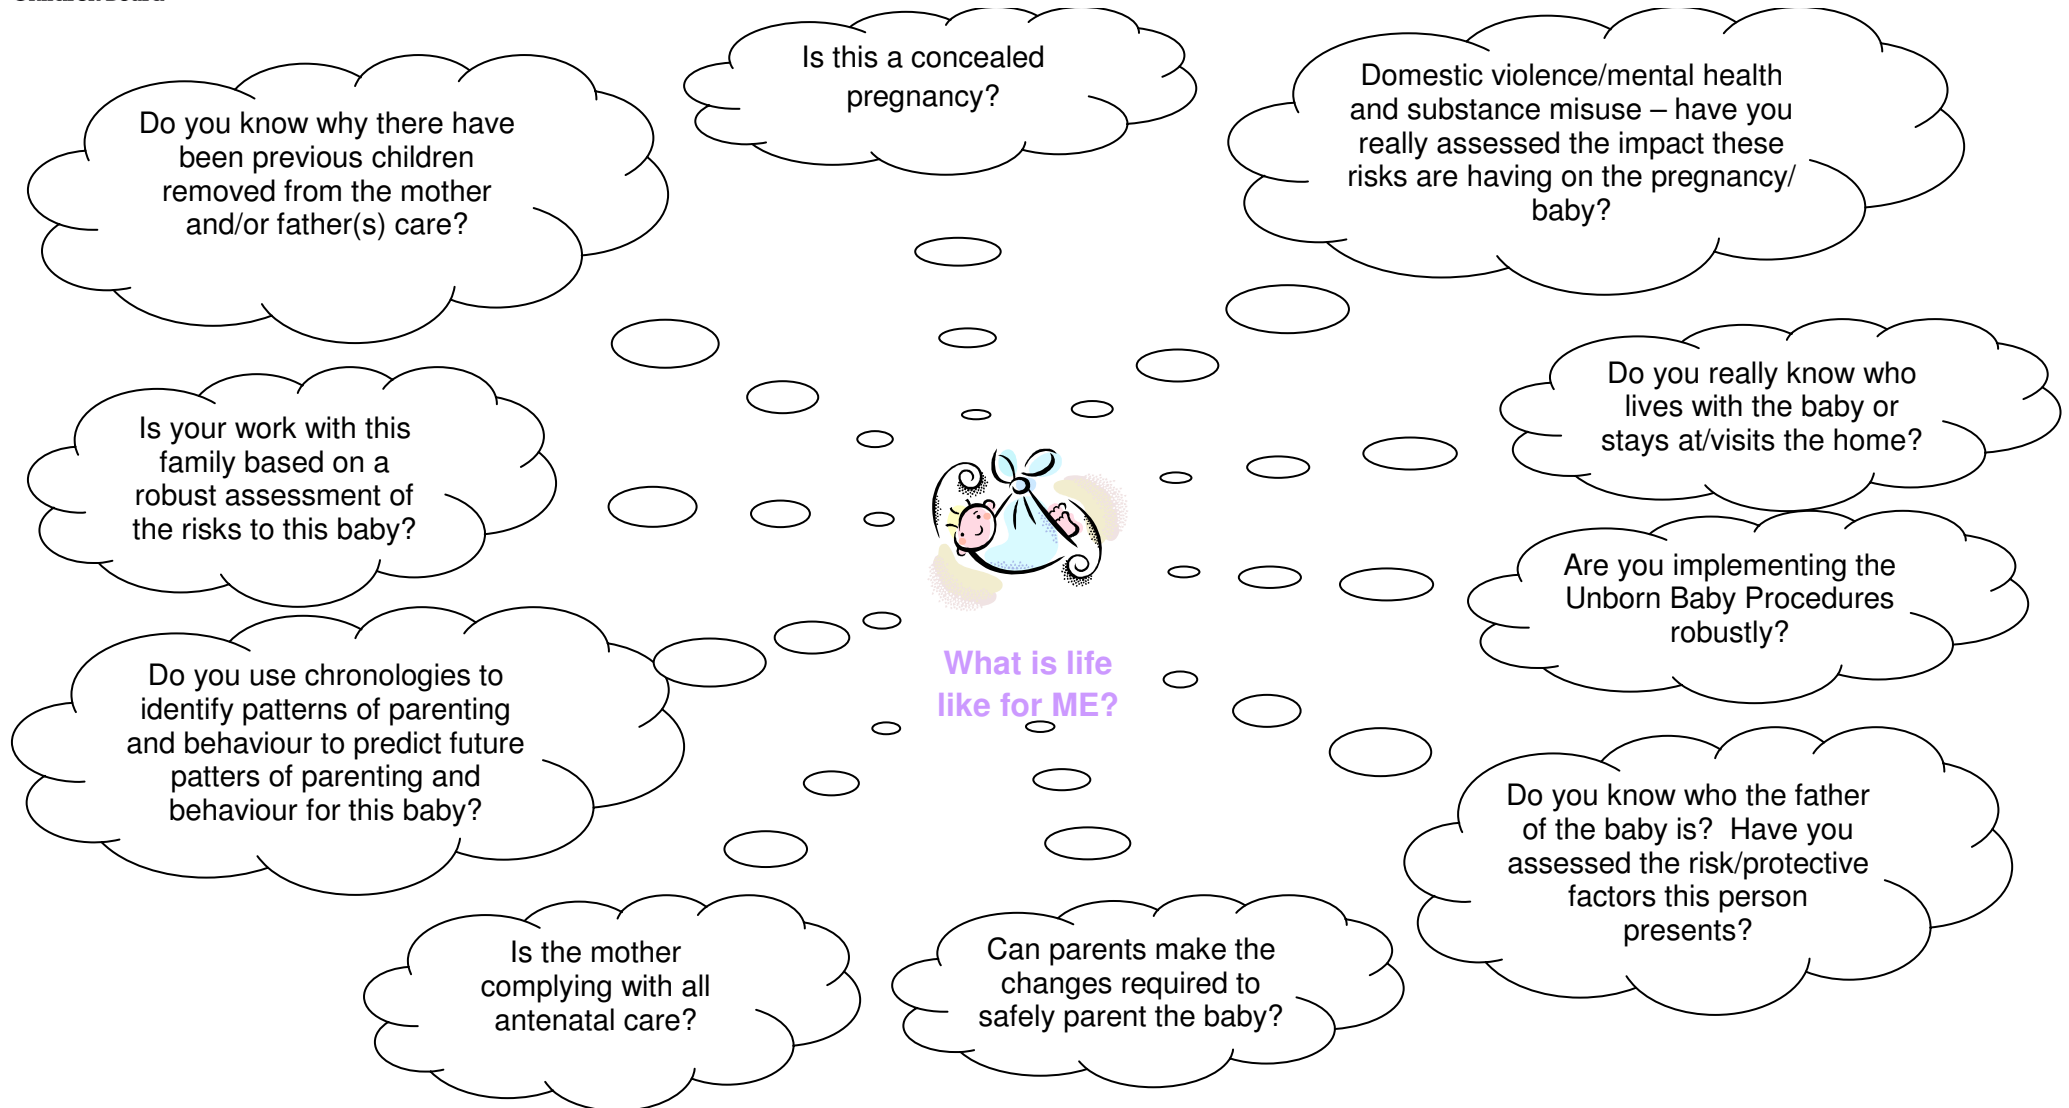 Is this a concealed
pregnancy?
Domestic violence/mental health
and substance misuse – have you
really assessed the impact these
risks are having on the pregnancy/
baby?
Do you know why there have
been previous children
removed from the mother
and/or father(s) care?
Do you really know who
lives with the baby or
stays at/visits the home?
Is your work with this
family based on a
robust assessment of
the risks to this baby?
Are you implementing the
Unborn Baby Procedures
robustly?
What is life
like for ME?
Do you use chronologies to
identify patterns of parenting
and behaviour to predict future
patters of parenting and
behaviour for this baby?
Do you know who the father
of the baby is?  Have you
assessed the risk/protective
factors this person
presents?
Is the mother
complying with all
antenatal care?
Can parents make the
changes required to
safely parent the baby?